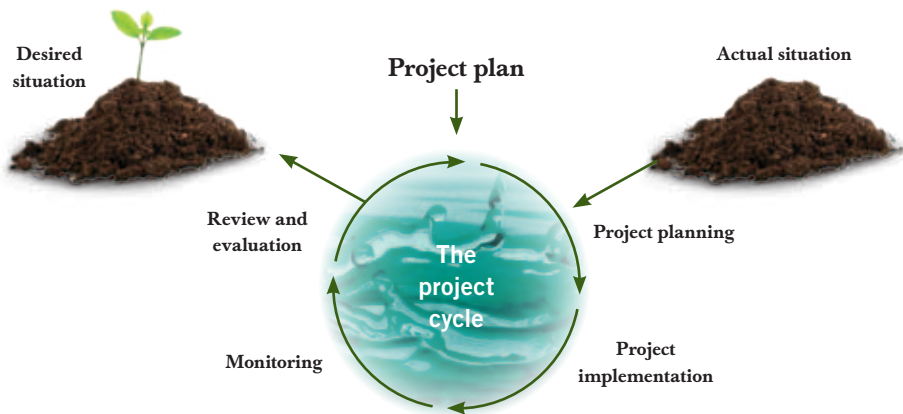 Desired
situation
Project plan
Actual situation
Review and
evaluation
Project planning
The
project
cycle
Monitoring
Project
implementation